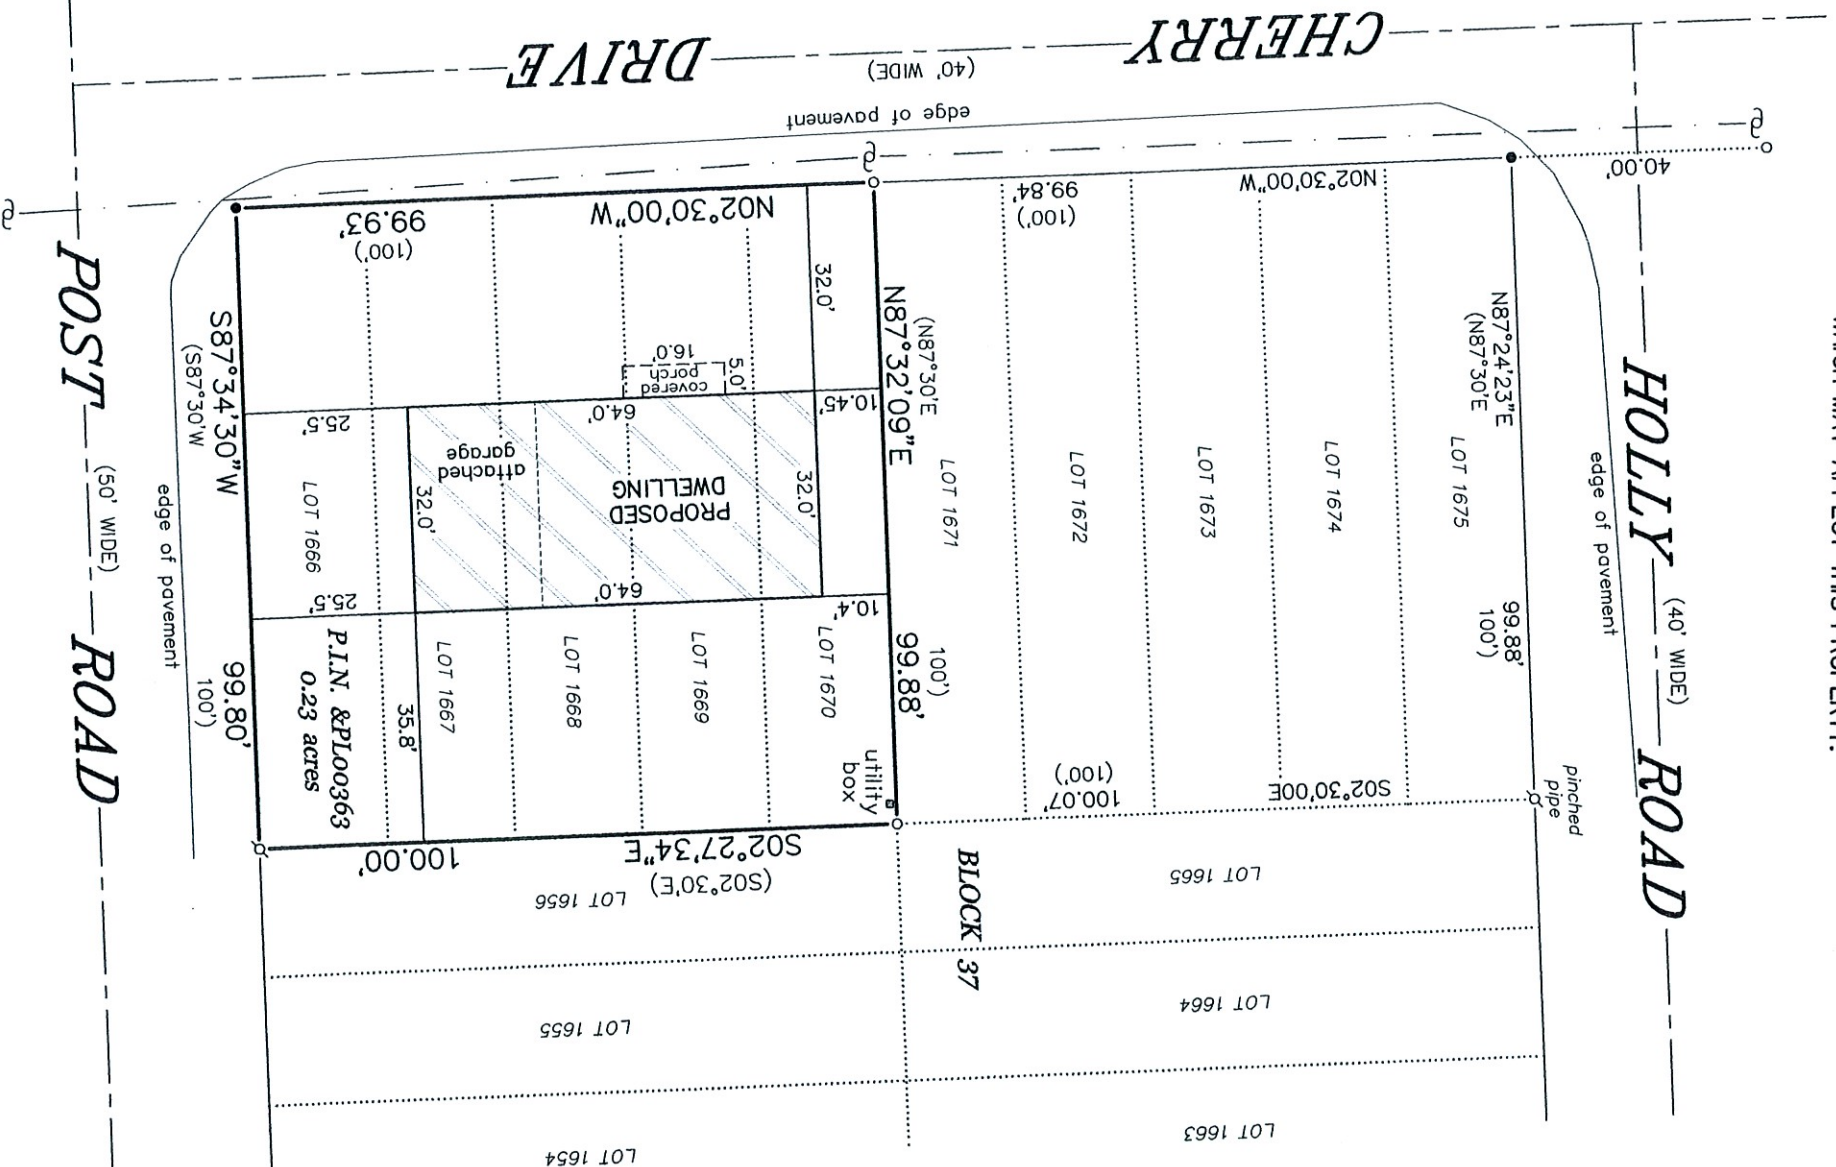 CHERRY DRIVE
(40' WIDE)
edge of pavement
40.00'
POST ROAD
(50' WIDE)
edge of pavement
HOLLY ROAD
(40' WIDE)
edge of pavement
N02°30'00"W
99.93'
(100')
N02°30'00"W
99.84'
(100')
S87°34'30"W
(S87°30'W
99.80'
100')
N87°32'09"E
(N87°30'E
99.88'
100')
N87°24'23"E
(N87°30'E
99.88'
100')
32.0'
16.0'
5.0'
covered
porch
10.45'
25.5'
64.0'
attached
garage
PROPOSED
DWELLING
32.0'
32.0'
64.0'
25.5'
10.4'
35.8'
LOT 1666
LOT 1667
LOT 1668
LOT 1669
LOT 1670
LOT 1671
LOT 1672
LOT 1673
LOT 1674
LOT 1675
P.I.N. &PL00363
0.23 acres
utility
box
100.07'
(100')
S02°30'00E
pinched
pipe
S02°27'34"E
100.00'
(S02°30'E)
BLOCK 37
LOT 1656
LOT 1655
LOT 1654
LOT 1665
LOT 1664
LOT 1663